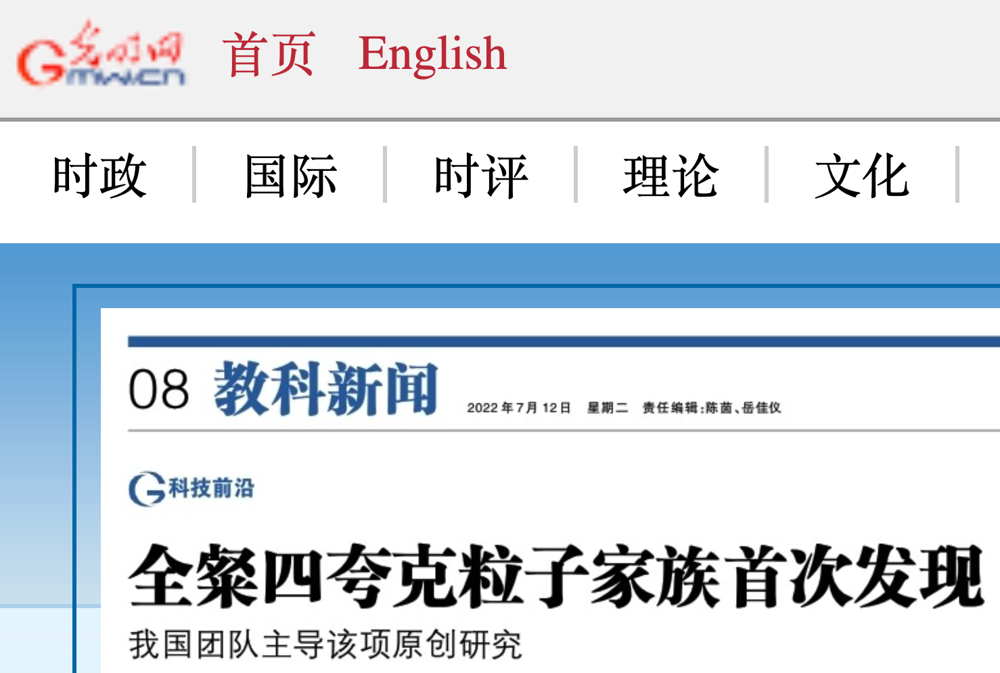 光明网
Gmw.cn
首页 English
时政 国际 时评 理论 文化
08 教科新闻 2022年7月12日 星期二 责任编辑:陈茵、岳佳仪
科技前沿
全粲四夸克粒子家族首次发现
我国团队主导该项原创研究